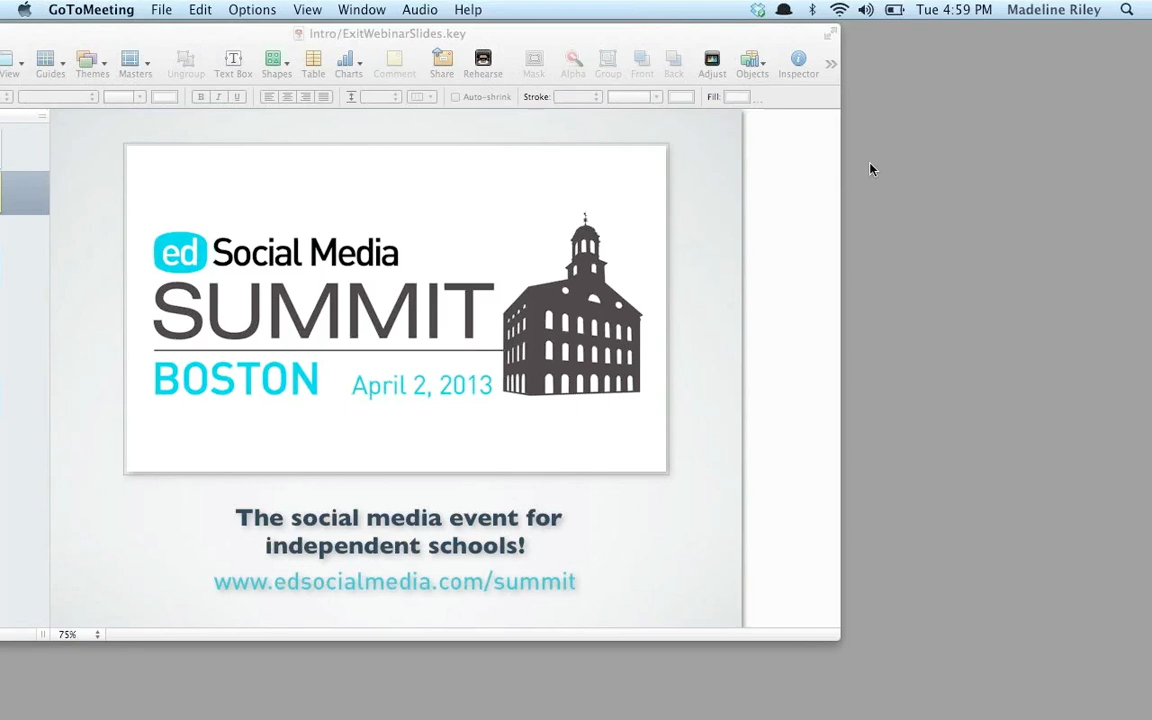 GoToMeeting File Edit Options View Window Audio Help Tue 4:59 PM Madeline Riley
Intro/ExitWebinarSlides.key
View Guides Themes Masters Ungroup Text Box Shapes Table Charts Comment Share Rehearse Mask Alpha Group Front Back Adjust Objects Inspector
B I U Auto-shrink Stroke: Fill:
ed Social Media
SUMMIT
BOSTON April 2, 2013
The social media event for
independent schools!
www.edsocialmedia.com/summit
75%